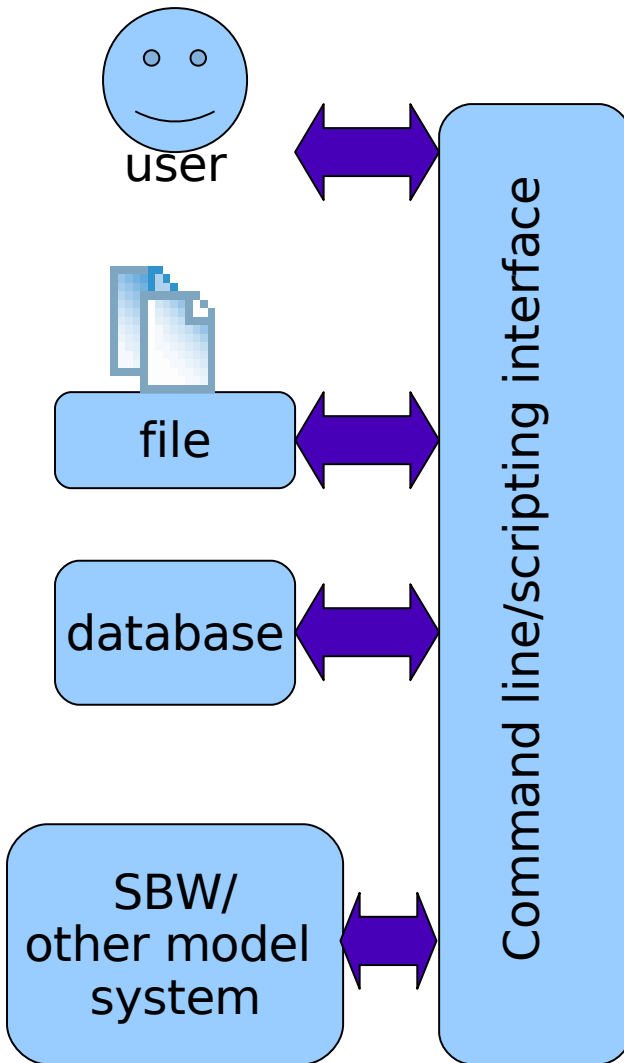 user
file
database
SBW/
other model
system
Command line/scripting interface